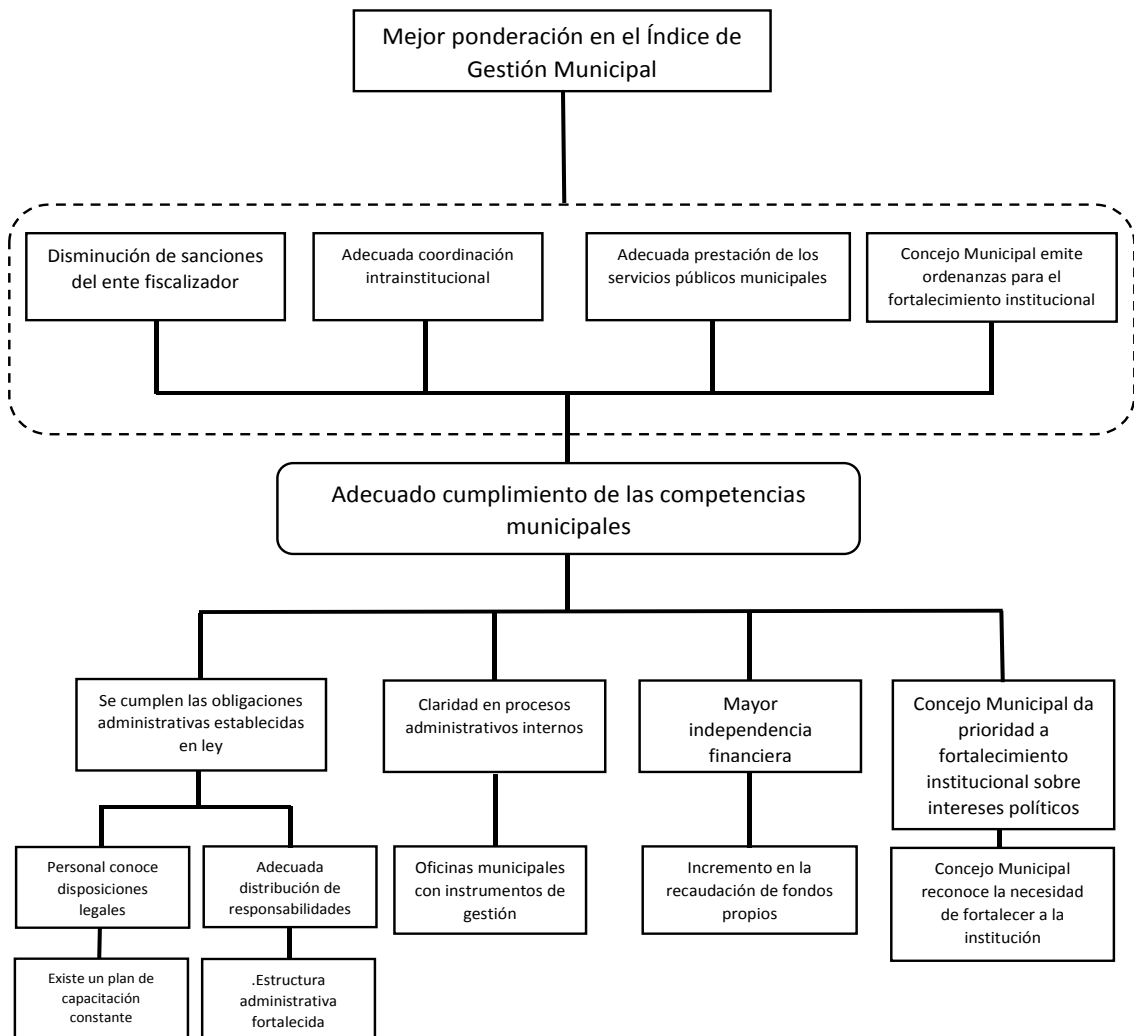 Mejor ponderación en el Índice de
Gestión Municipal
Disminución de sanciones
del ente fiscalizador
Adecuada coordinación
intrainstitucional
Adecuada prestación de los
servicios públicos municipales
Concejo Municipal emite
ordenanzas para el
fortalecimiento institucional
Adecuado cumplimiento de las competencias
municipales
Se cumplen las obligaciones
administrativas establecidas
en ley
Claridad en procesos
administrativos internos
Mayor
independencia
financiera
Concejo Municipal da
prioridad a
fortalecimiento
institucional sobre
intereses políticos
Personal conoce
disposiciones
legales
Adecuada
distribución de
responsabilidades
Oficinas municipales
con instrumentos de
gestión
Incremento en la
recaudación de fondos
propios
Concejo Municipal
reconoce la necesidad
de fortalecer a la
institución
Existe un plan de
capacitación
constante
.Estructura
administrativa
fortalecida